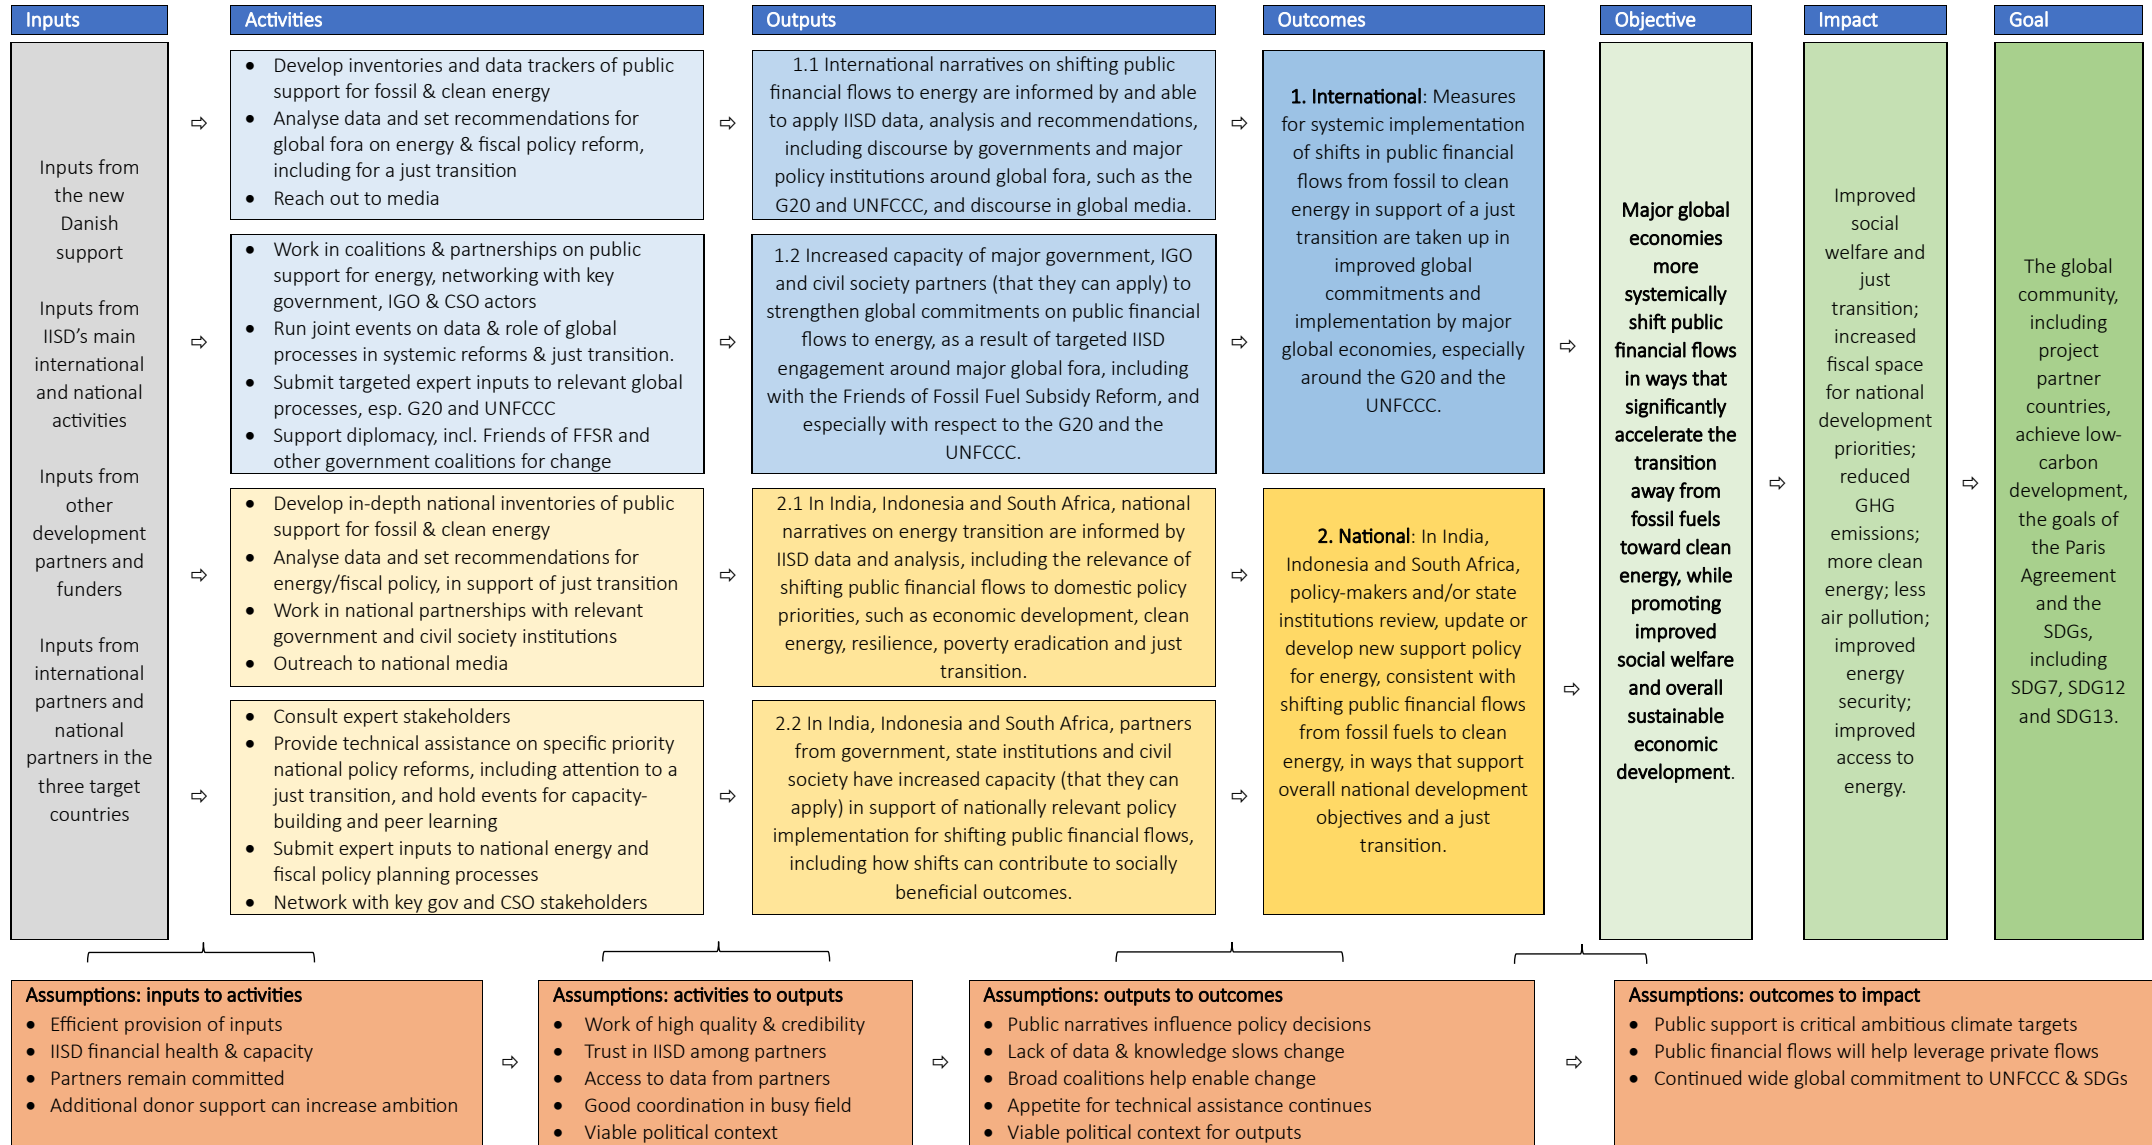 Inputs
Activities
Outputs
Outcomes
Objective
Impact
Goal
Inputs from
the new
Danish
support
Inputs from
IISD's main
international
and national
activities
Inputs from
other
development
partners and
funders
Inputs from
international
partners and
national
partners in the
three target
countries
⇨
⇨
⇨
⇨
• Develop inventories and data trackers of public
support for fossil & clean energy
• Analyse data and set recommendations for
global fora on energy & fiscal policy reform,
including for a just transition
• Reach out to media
• Work in coalitions & partnerships on public
support for energy, networking with key
government, IGO & CSO actors
• Run joint events on data & role of global
processes in systemic reforms & just transition.
• Submit targeted expert inputs to relevant global
processes, esp. G20 and UNFCCC
• Support diplomacy, incl. Friends of FFSR and
other government coalitions for change
• Develop in-depth national inventories of public
support for fossil & clean energy
• Analyse data and set recommendations for
energy/fiscal policy, in support of just transition
• Work in national partnerships with relevant
government and civil society institutions
• Outreach to national media
• Consult expert stakeholders
• Provide technical assistance on specific priority
national policy reforms, including attention to a
just transition, and hold events for capacity-
building and peer learning
• Submit expert inputs to national energy and
fiscal policy planning processes
• Network with key gov and CSO stakeholders
⇨
⇨
⇨
⇨
1.1 International narratives on shifting public
financial flows to energy are informed by and able
to apply IISD data, analysis and recommendations,
including discourse by governments and major
policy institutions around global fora, such as the
G20 and UNFCCC, and discourse in global media.
1.2 Increased capacity of major government, IGO
and civil society partners (that they can apply) to
strengthen global commitments on public financial
flows to energy, as a result of targeted IISD
engagement around major global fora, including
with the Friends of Fossil Fuel Subsidy Reform, and
especially with respect to the G20 and the
UNFCCC.
2.1 In India, Indonesia and South Africa, national
narratives on energy transition are informed by
IISD data and analysis, including the relevance of
shifting public financial flows to domestic policy
priorities, such as economic development, clean
energy, resilience, poverty eradication and just
transition.
2.2 In India, Indonesia and South Africa, partners
from government, state institutions and civil
society have increased capacity (that they can
apply) in support of nationally relevant policy
implementation for shifting public financial flows,
including how shifts can contribute to socially
beneficial outcomes.
⇨
⇨
⇨
⇨
1. International: Measures
for systemic implementation
of shifts in public financial
flows from fossil to clean
energy in support of a just
transition are taken up in
improved global
commitments and
implementation by major
global economies, especially
around the G20 and the
UNFCCC.
2. National: In India,
Indonesia and South Africa,
policy-makers and/or state
institutions review, update or
develop new support policy
for energy, consistent with
shifting public financial flows
from fossil fuels to clean
energy, in ways that support
overall national development
objectives and a just
transition.
⇨
⇨
Major global
economies
more
systemically
shift public
financial flows
in ways that
significantly
accelerate the
transition
away from
fossil fuels
toward clean
energy, while
promoting
improved
social welfare
and overall
sustainable
economic
development.
⇨
Improved
social
welfare and
just
transition;
increased
fiscal space
for national
development
priorities;
reduced
GHG
emissions;
more clean
energy; less
air pollution;
improved
energy
security;
improved
access to
energy.
⇨
The global
community,
including
project
partner
countries,
achieve low-
carbon
development,
the goals of
the Paris
Agreement
and the
SDGs,
including
SDG7, SDG12
and SDG13.
Assumptions: inputs to activities
• Efficient provision of inputs
• IISD financial health & capacity
• Partners remain committed
• Additional donor support can increase ambition
⇨
Assumptions: activities to outputs
• Work of high quality & credibility
• Trust in IISD among partners
• Access to data from partners
• Good coordination in busy field
• Viable political context
⇨
Assumptions: outputs to outcomes
• Public narratives influence policy decisions
• Lack of data & knowledge slows change
• Broad coalitions help enable change
• Appetite for technical assistance continues
• Viable political context for outputs
⇨
Assumptions: outcomes to impact
• Public support is critical ambitious climate targets
• Public financial flows will help leverage private flows
• Continued wide global commitment to UNFCCC & SDGs